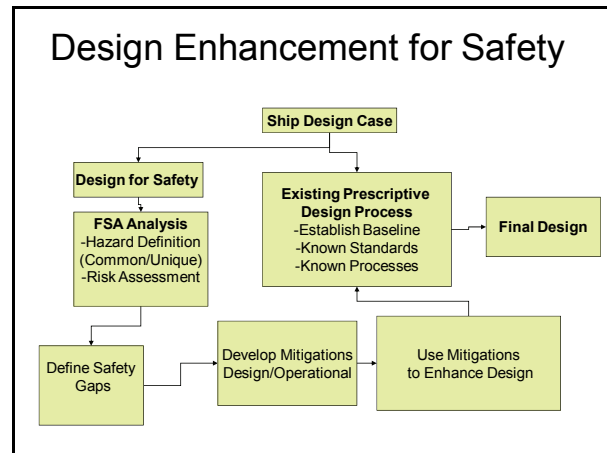 Design Enhancement for Safety
Ship Design Case
Design for Safety
FSA Analysis
-Hazard Definition
(Common/Unique)
-Risk Assessment
Existing Prescriptive
Design Process
-Establish Baseline
-Known Standards
-Known Processes
Final Design
Define Safety
Gaps
Develop Mitigations
Design/Operational
Use Mitigations
to Enhance Design